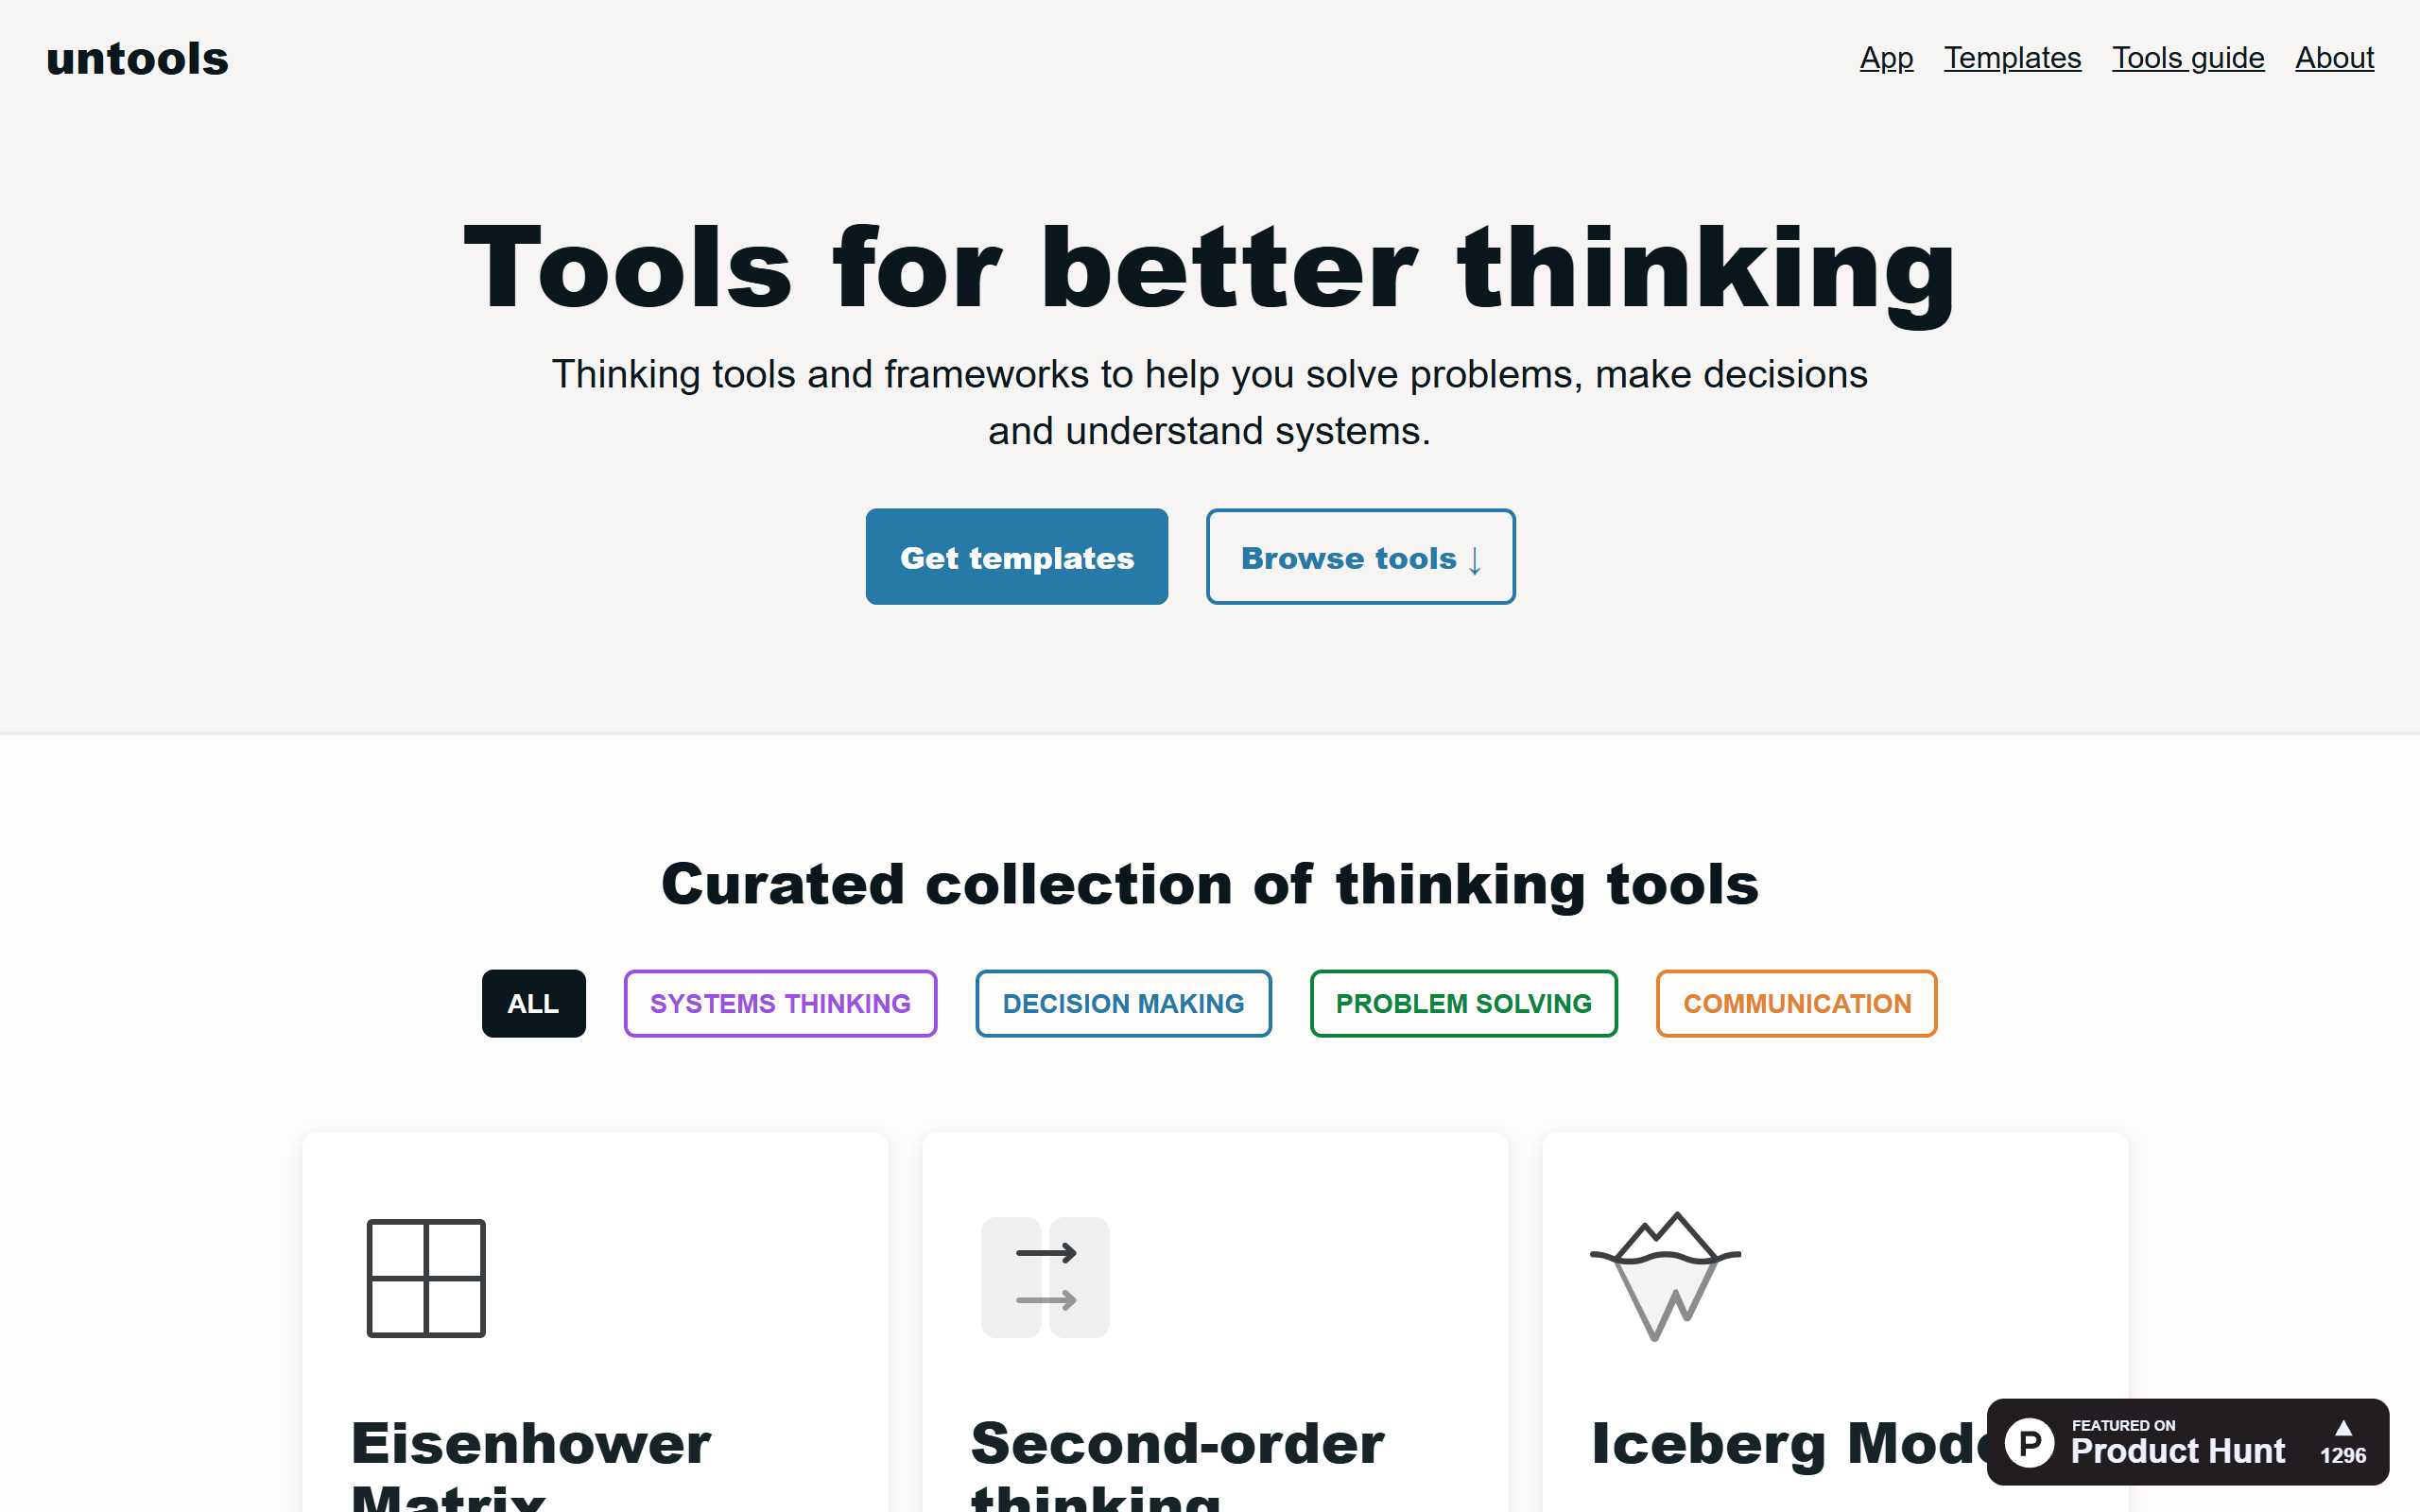 untools
App Templates Tools guide About
Tools for better thinking
Thinking tools and frameworks to help you solve problems, make decisions
and understand systems.
Get templates
Browse tools ↓
Curated collection of thinking tools
ALL
SYSTEMS THINKING
DECISION MAKING
PROBLEM SOLVING
COMMUNICATION
Eisenhower
Matrix
Second-order
thinking
Iceberg Mode
FEATURED ON
Product Hunt
▲
1296